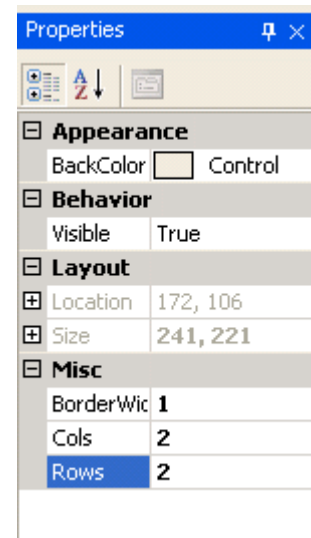 Properties
Appearance
BackColor Control
Behavior
Visible True
Layout
Location 172, 106
Size 241, 221
Misc
BorderWic 1
Cols 2
Rows 2